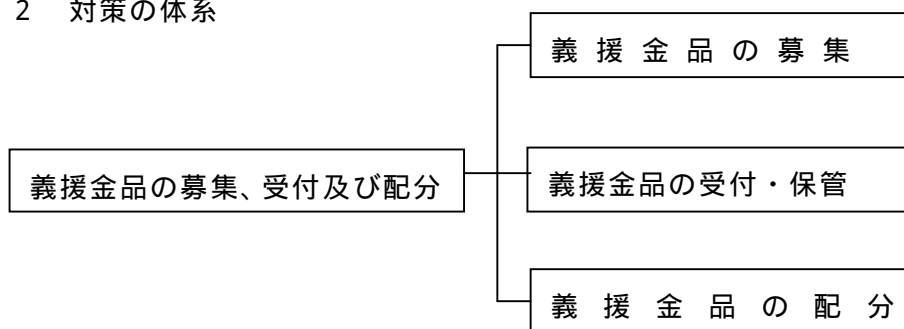 2 対策の体系
義援金品の募集
義援金品の募集、受付及び配分
義援金品の受付・保管
義援金品の配分